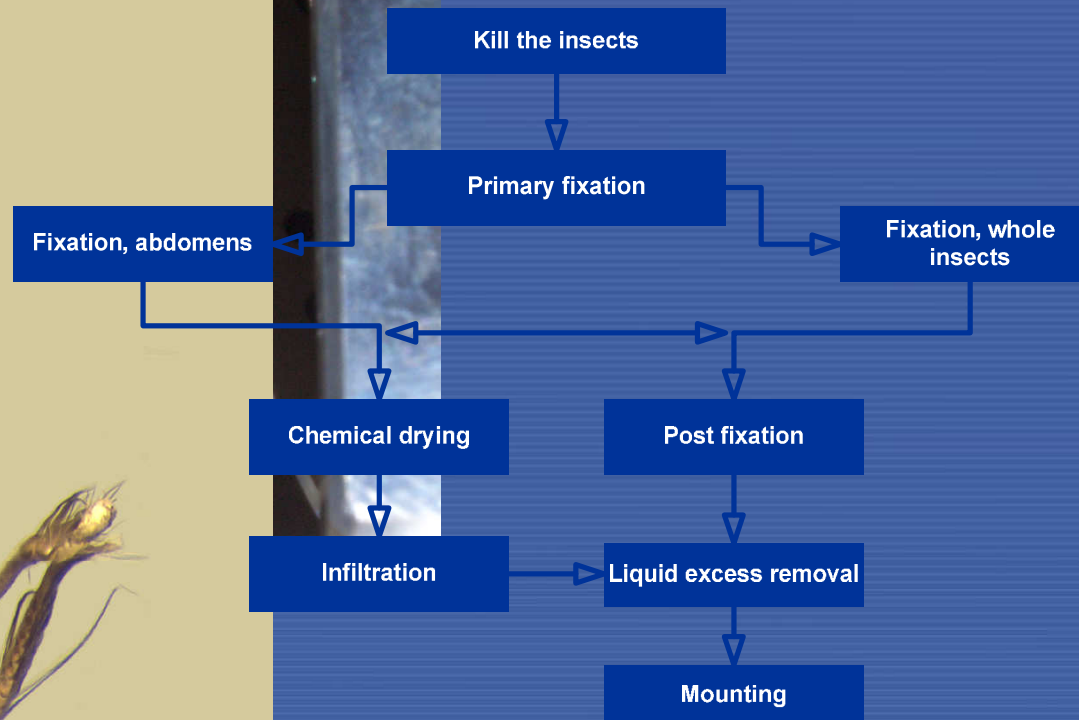 Kill the insects
Primary fixation
Fixation, abdomens
Fixation, whole
insects
Chemical drying
Post fixation
Infiltration
Liquid excess removal
Mounting